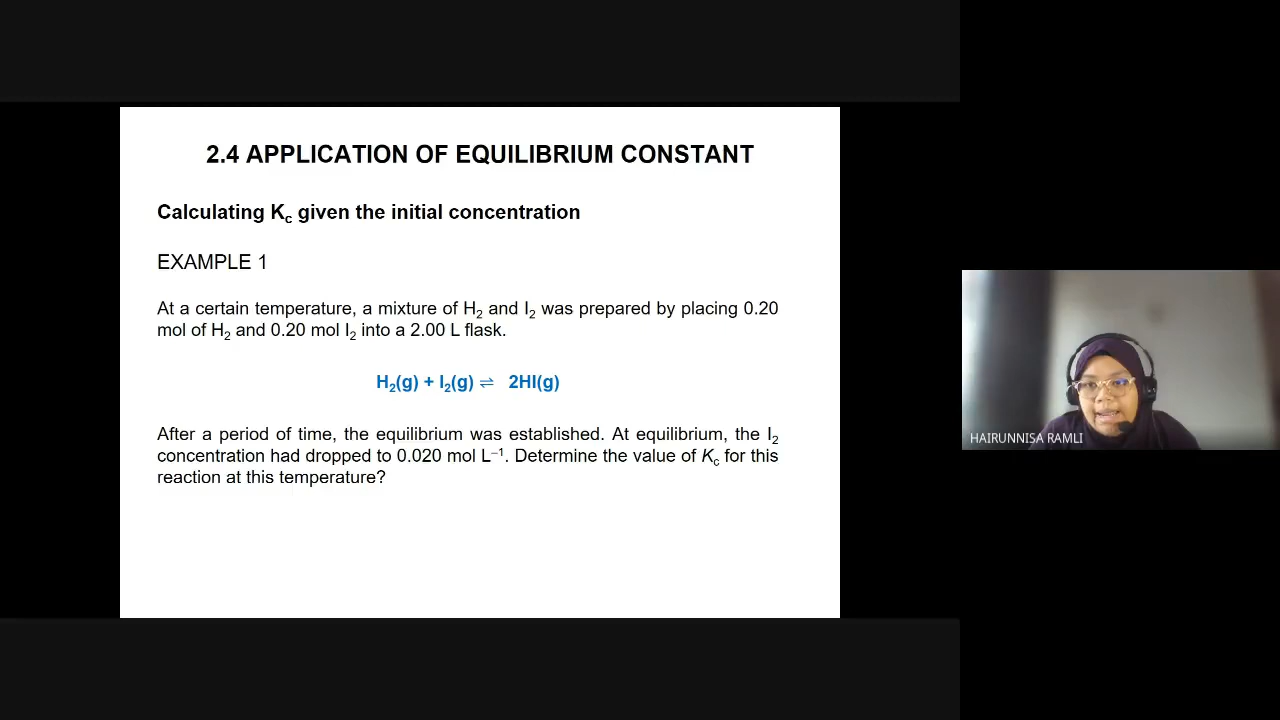 2.4 APPLICATION OF EQUILIBRIUM CONSTANT
Calculating Kc given the initial concentration
EXAMPLE 1
At a certain temperature, a mixture of H₂ and I₂ was prepared by placing 0.20
mol of H₂ and 0.20 mol I₂ into a 2.00 L flask.
H₂(g) + I₂(g) ⇌ 2HI(g)
After a period of time, the equilibrium was established. At equilibrium, the I₂
concentration had dropped to 0.020 mol L⁻¹. Determine the value of Kc for this
reaction at this temperature?
HAIRUNNISA RAMLI